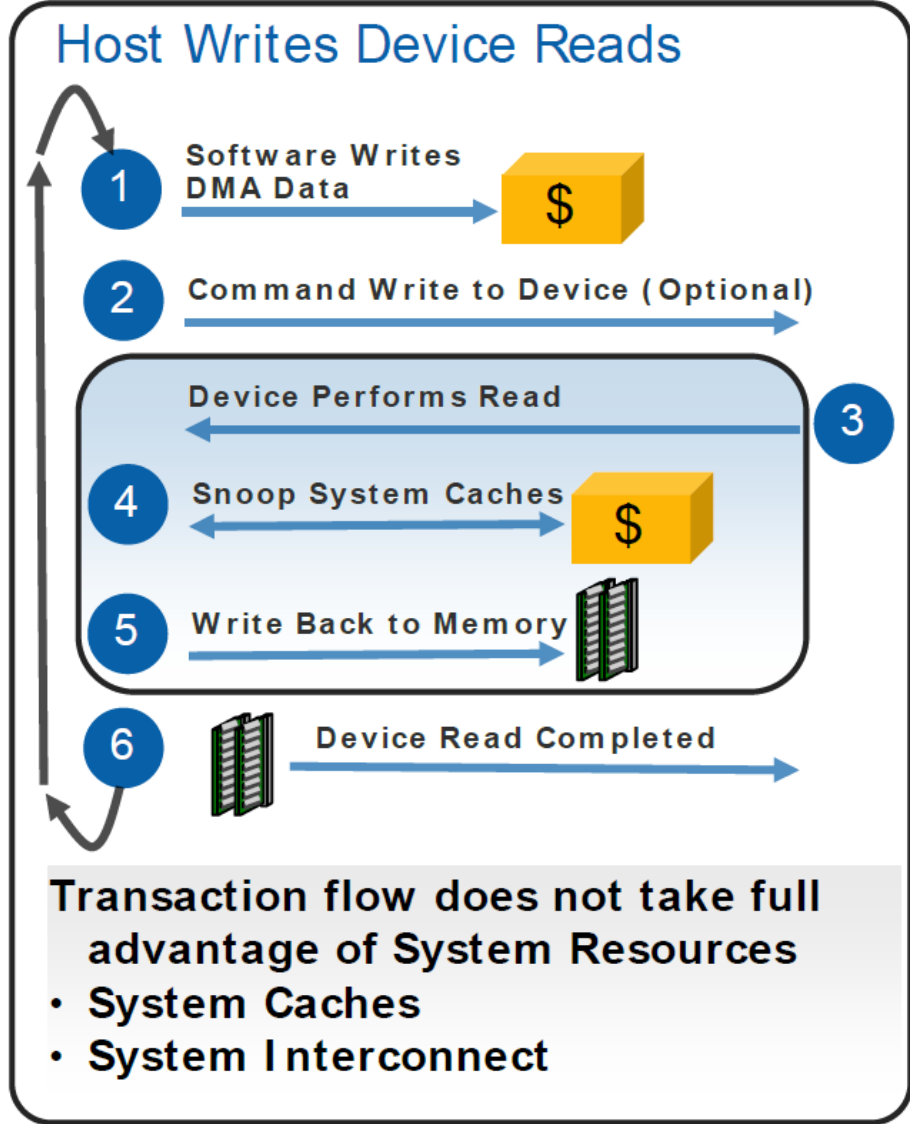 Host Writes Device Reads
1
Software Writes
DMA Data
$
2
Command Write to Device (Optional)
Device Performs Read
3
4
Snoop System Caches
$
5
Write Back to Memory
6
Device Read Completed
Transaction flow does not take full
advantage of System Resources
• System Caches
• System Interconnect